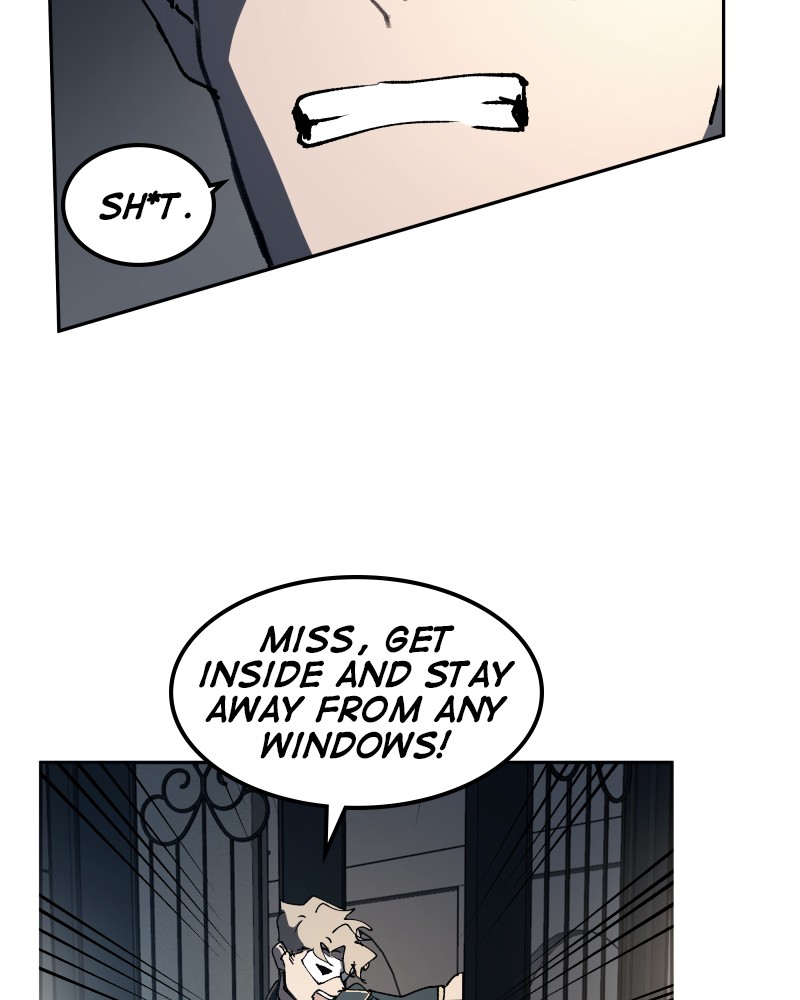 SH*T.
MISS, GET
INSIDE AND STAY
AWAY FROM ANY
WINDOWS!